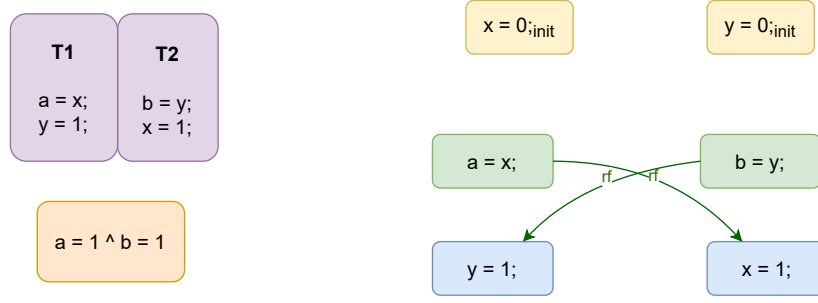 T1
a = x;
y = 1;
T2
b = y;
x = 1;
a = 1 ^ b = 1
x = 0;init
y = 0;init
a = x;
b = y;
rf
rf
y = 1;
x = 1;